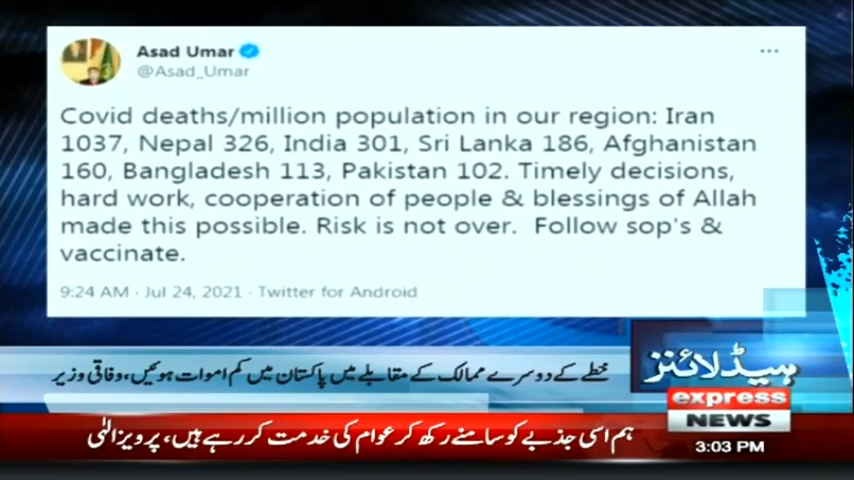 Asad Umar
@Asad_Umar
Covid deaths/million population in our region: Iran
1037, Nepal 326, India 301, Sri Lanka 186, Afghanistan
160, Bangladesh 113, Pakistan 102. Timely decisions,
hard work, cooperation of people & blessings of Allah
made this possible. Risk is not over.  Follow sop's &
vaccinate.
9:24 AM · Jul 24, 2021 · Twitter for Android
خطے کے دوسرے ممالک کے مقابلے میں پاکستان میں کم اموات ہوئیں، وفاقی وزیر
ہیڈلائنز
express
NEWS
ہم اسی جذبے کو سامنے رکھ کر عوام کی خدمت کر رہے ہیں، پرویز الٰہی
3:03 PM